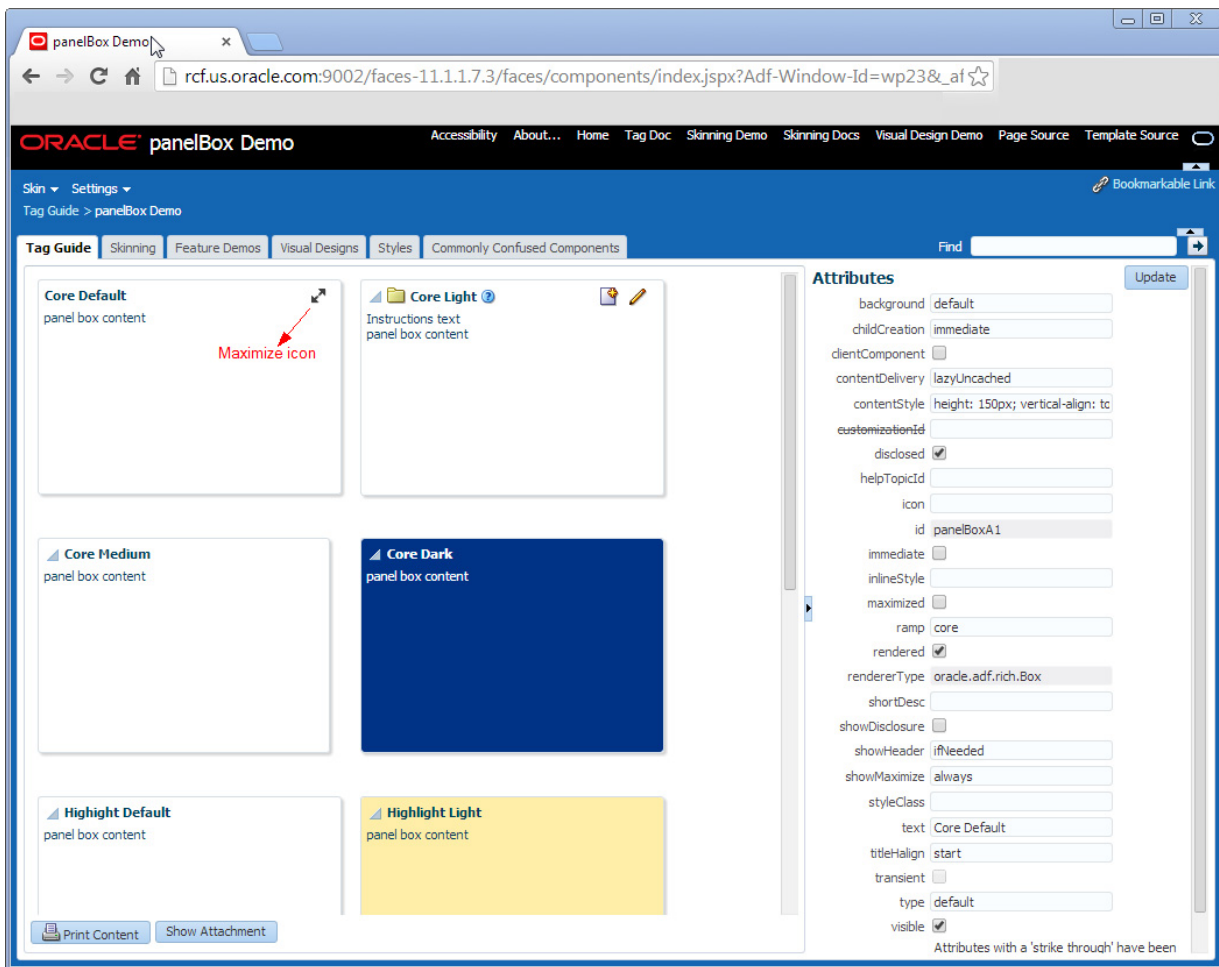 panelBox Demo
rcf.us.oracle.com:9002/faces-11.1.1.7.3/faces/components/index.jspx?Adf-Window-Id=wp23&_af
ORACLE panelBox Demo
Accessibility About... Home Tag Doc Skinning Demo Skinning Docs Visual Design Demo Page Source Template Source
Skin Settings
Bookmarkable Link
Tag Guide > panelBox Demo
Tag Guide Skinning Feature Demos Visual Designs Styles Commonly Confused Components
Find
Core Default
panel box content
Maximize icon
Core Light
Instructions text
panel box content
Core Medium
panel box content
Core Dark
panel box content
Highight Default
panel box content
Highlight Light
panel box content
Print Content Show Attachment
Attributes Update
background default
childCreation immediate
clientComponent
contentDelivery lazyUncached
contentStyle height: 150px; vertical-align: tc
customizationId
disclosed
helpTopicId
icon
id panelBoxA1
immediate
inlineStyle
maximized
ramp core
rendered
rendererType oracle.adf.rich.Box
shortDesc
showDisclosure
showHeader ifNeeded
showMaximize always
styleClass
text Core Default
titleHalign start
transient
type default
visible
Attributes with a 'strike through' have been